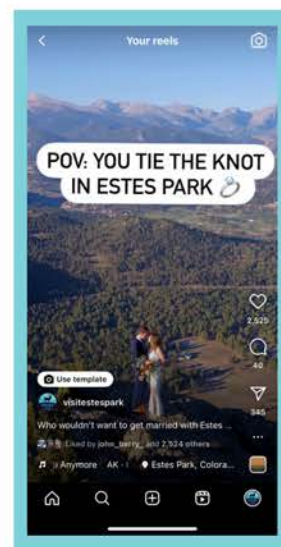 Your reels
POV: YOU TIE THE KNOT
IN ESTES PARK 💍
2,525
40
345
Use template
visitestespark
Who wouldn't want to get married with Estes ...
Liked by john_berry_ and 2,524 others
Anymore · AK · Estes Park, Colora...